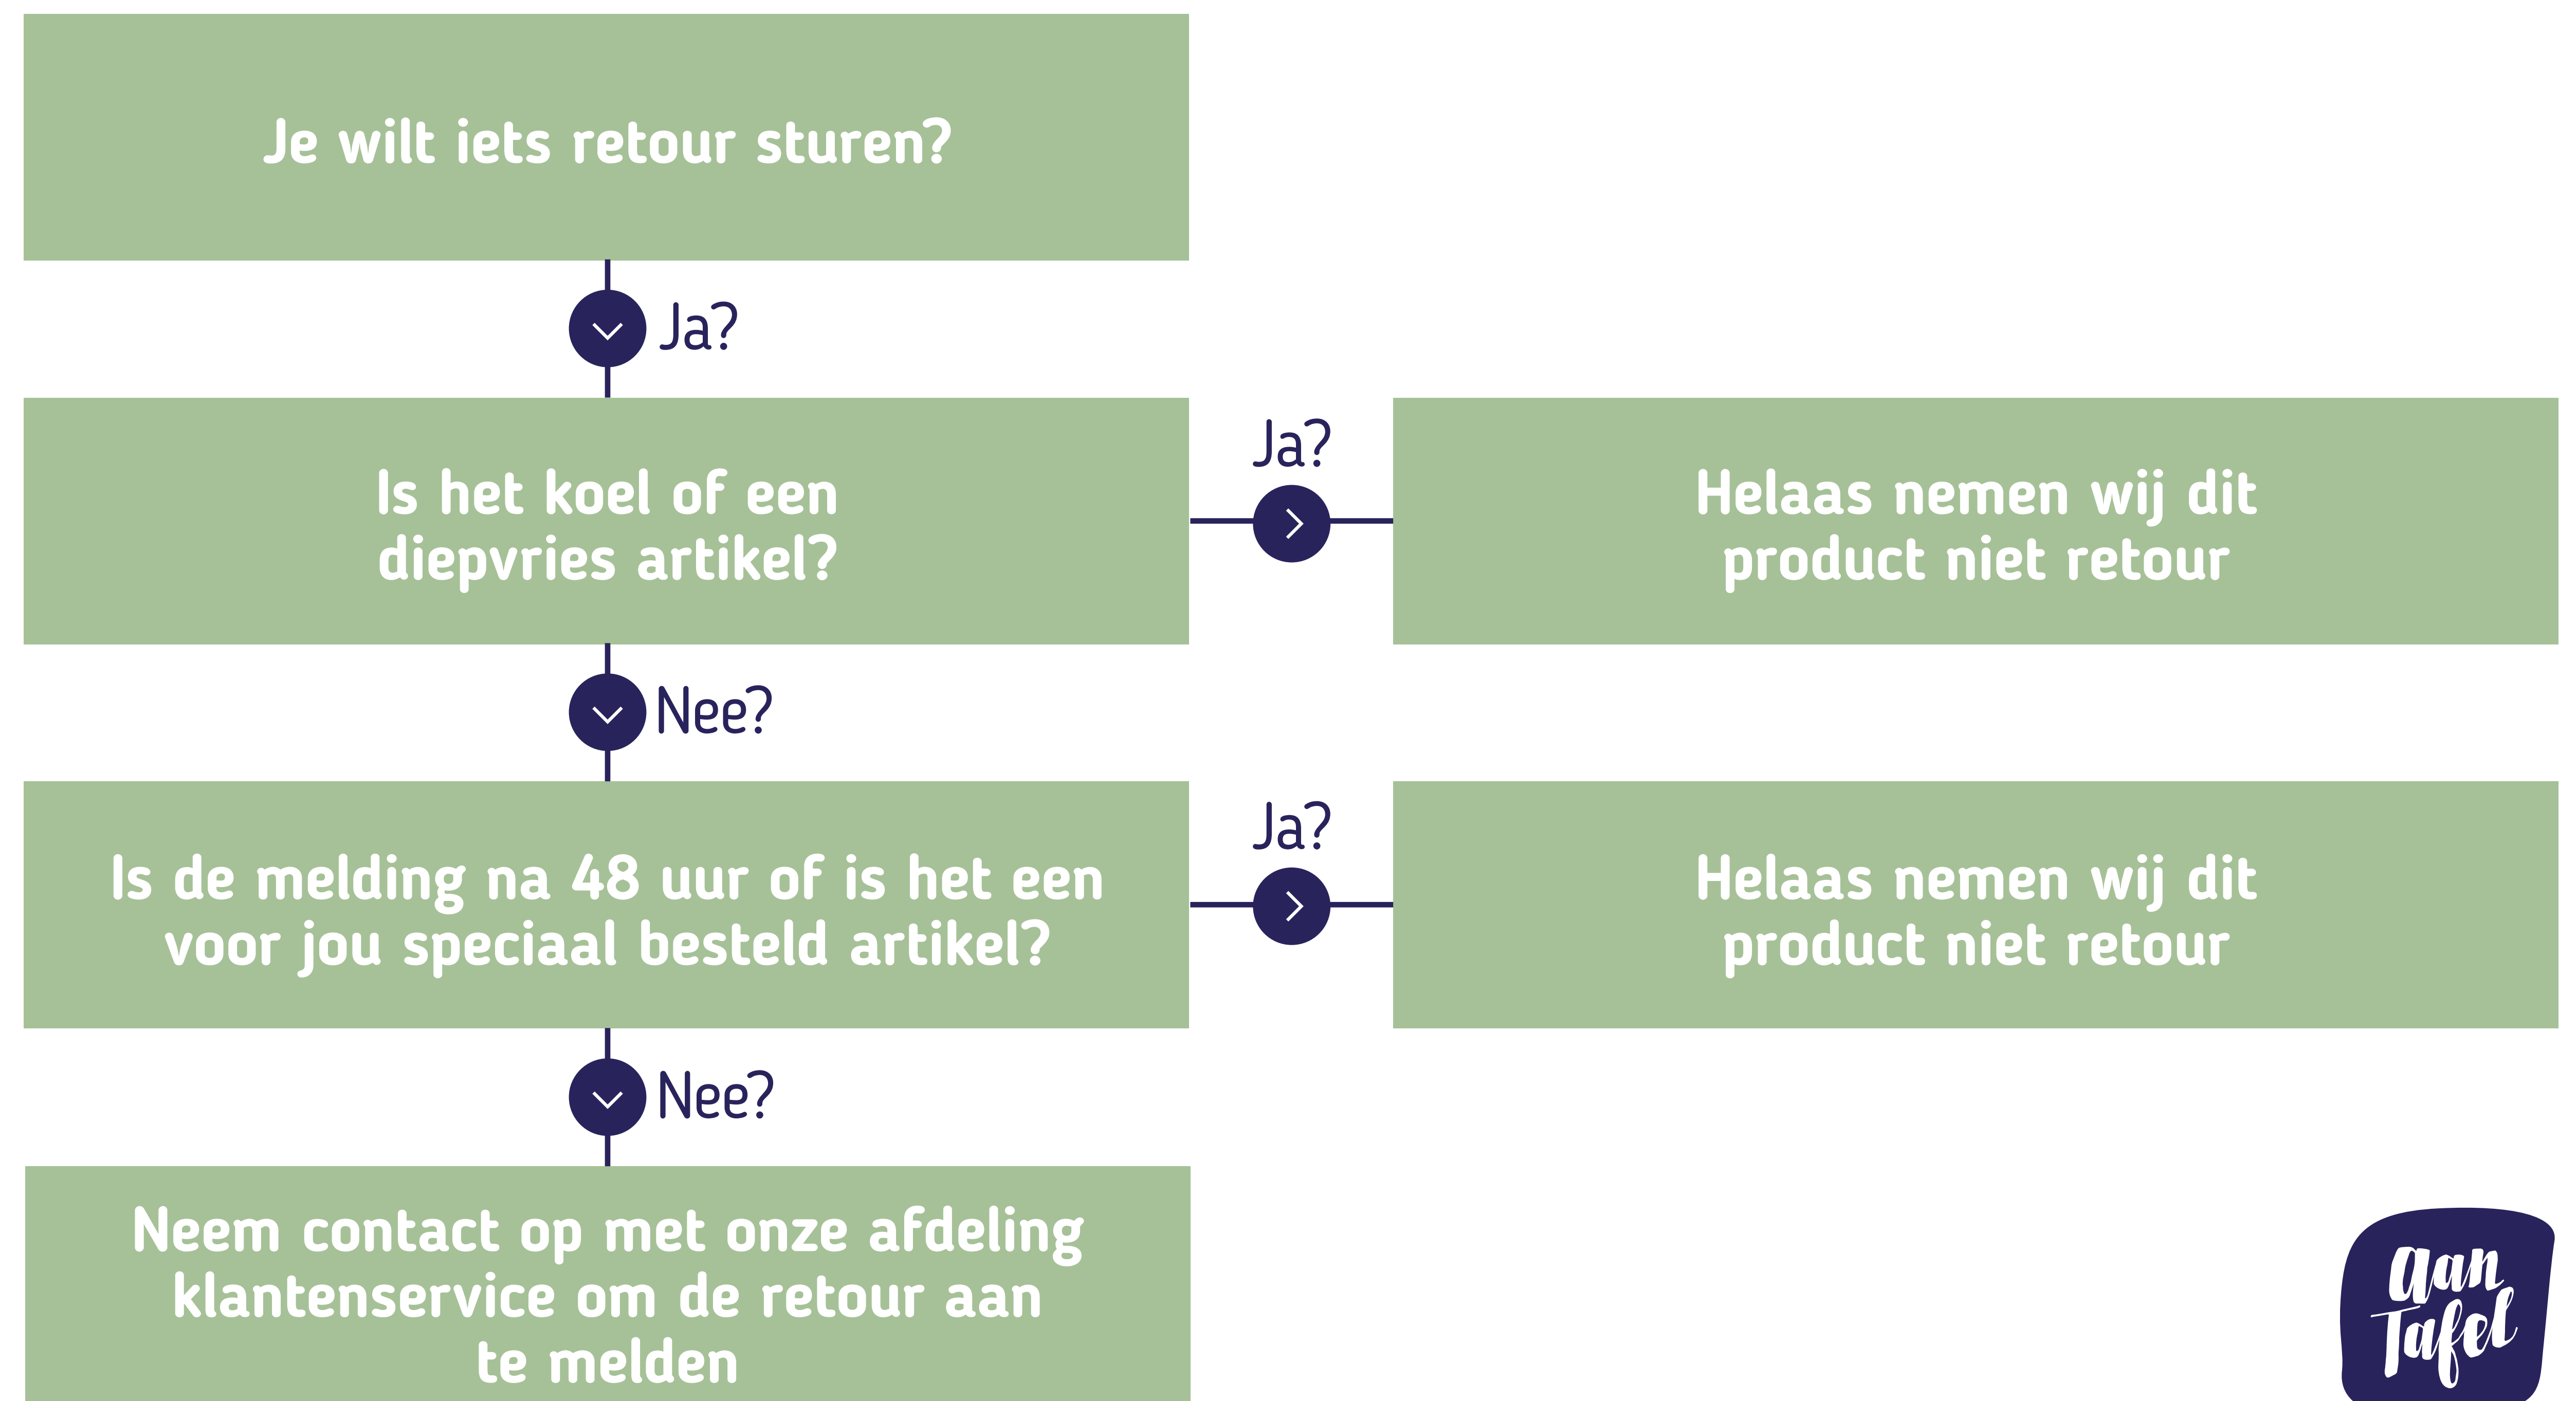 Je wilt iets retour sturen?
Ja?
Is het koel of een
diepvries artikel?
Ja?
Helaas nemen wij dit
product niet retour
Nee?
Is de melding na 48 uur of is het een
voor jou speciaal besteld artikel?
Ja?
Helaas nemen wij dit
product niet retour
Nee?
Neem contact op met onze afdeling
klantenservice om de retour aan
te melden
aan
Tafel